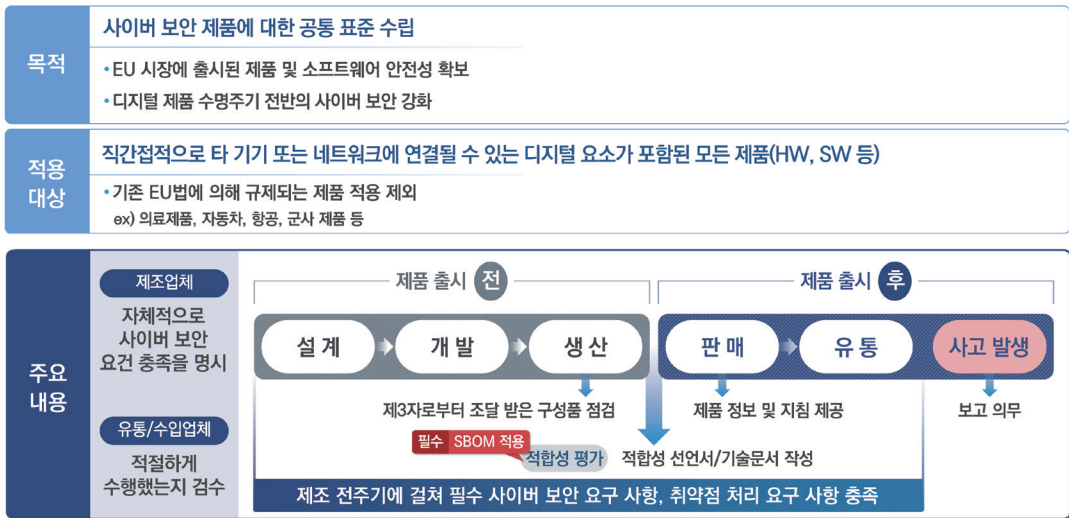 목적
사이버 보안 제품에 대한 공통 표준 수립
• EU 시장에 출시된 제품 및 소프트웨어 안전성 확보
• 디지털 제품 수명주기 전반의 사이버 보안 강화
적용
대상
직간접적으로 타 기기 또는 네트워크에 연결될 수 있는 디지털 요소가 포함된 모든 제품(HW, SW 등)
• 기존 EU법에 의해 규제되는 제품 적용 제외
ex) 의료제품, 자동차, 항공, 군사 제품 등
주요
내용
제조업체
자체적으로
사이버 보안
요건 충족을 명시
유통/수입업체
적절하게
수행했는지 검수
제품 출시 전
제품 출시 후
설계
개발
생산
판매
유통
사고 발생
제3자로부터 조달 받은 구성품 점검
제품 정보 및 지침 제공
보고 의무
필수 SBOM 적용
적합성 평가
적합성 선언서/기술문서 작성
제조 전주기에 걸쳐 필수 사이버 보안 요구 사항, 취약점 처리 요구 사항 충족